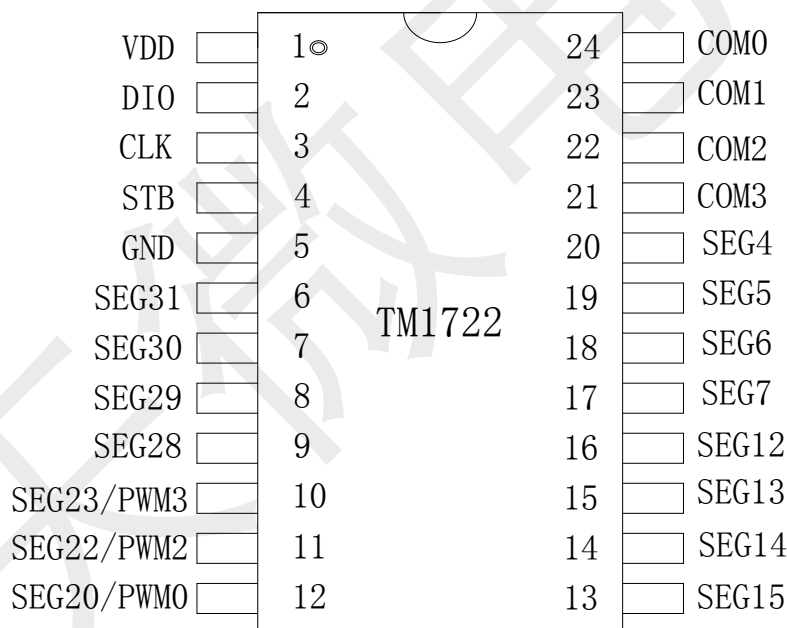 VDD 1 24 COM0
DIO 2 23 COM1
CLK 3 22 COM2
STB 4 21 COM3
GND 5 20 SEG4
SEG31 6 19 SEG5
TM1722
SEG30 7 18 SEG6
SEG29 8 17 SEG7
SEG28 9 16 SEG12
SEG23/PWM3 10 15 SEG13
SEG22/PWM2 11 14 SEG14
SEG20/PWM0 12 13 SEG15